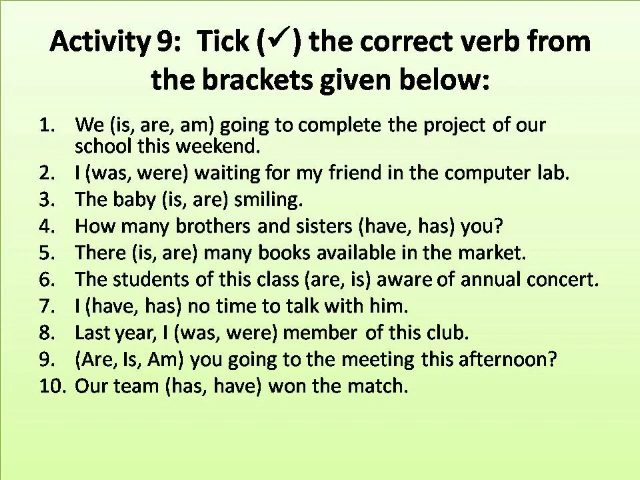 Activity 9: Tick (✓) the correct verb from
the brackets given below:
1. We (is, are, am) going to complete the project of our
school this weekend.
2. I (was, were) waiting for my friend in the computer lab.
3. The baby (is, are) smiling.
4. How many brothers and sisters (have, has) you?
5. There (is, are) many books available in the market.
6. The students of this class (are, is) aware of annual concert.
7. I (have, has) no time to talk with him.
8. Last year, I (was, were) member of this club.
9. (Are, Is, Am) you going to the meeting this afternoon?
10. Our team (has, have) won the match.